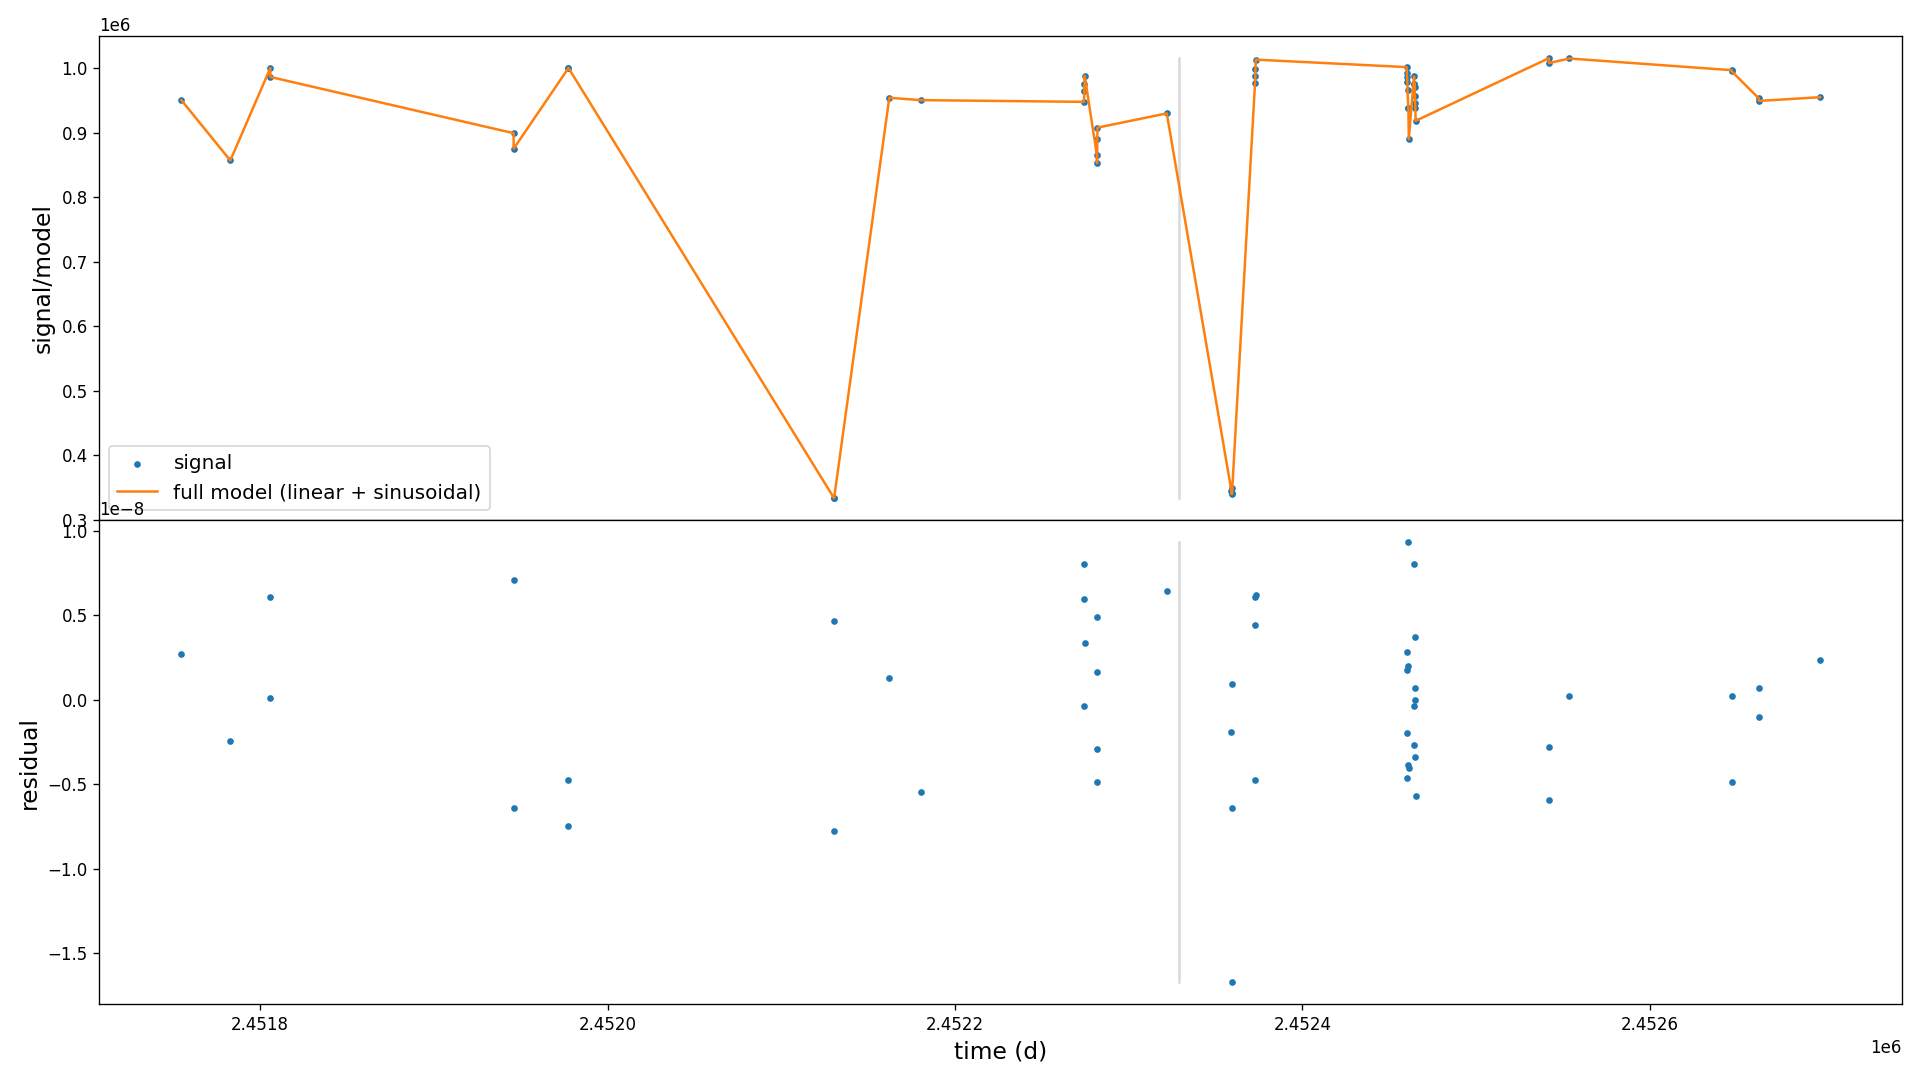 1e6
1.0
0.9
0.8
0.7
0.6
0.5
0.4
0.3
signal/model
signal
full model (linear + sinusoidal)
1e−8
1.0
0.5
0.0
−0.5
−1.0
−1.5
residual
2.4518
2.4520
2.4522
2.4524
2.4526
time (d)
1e6